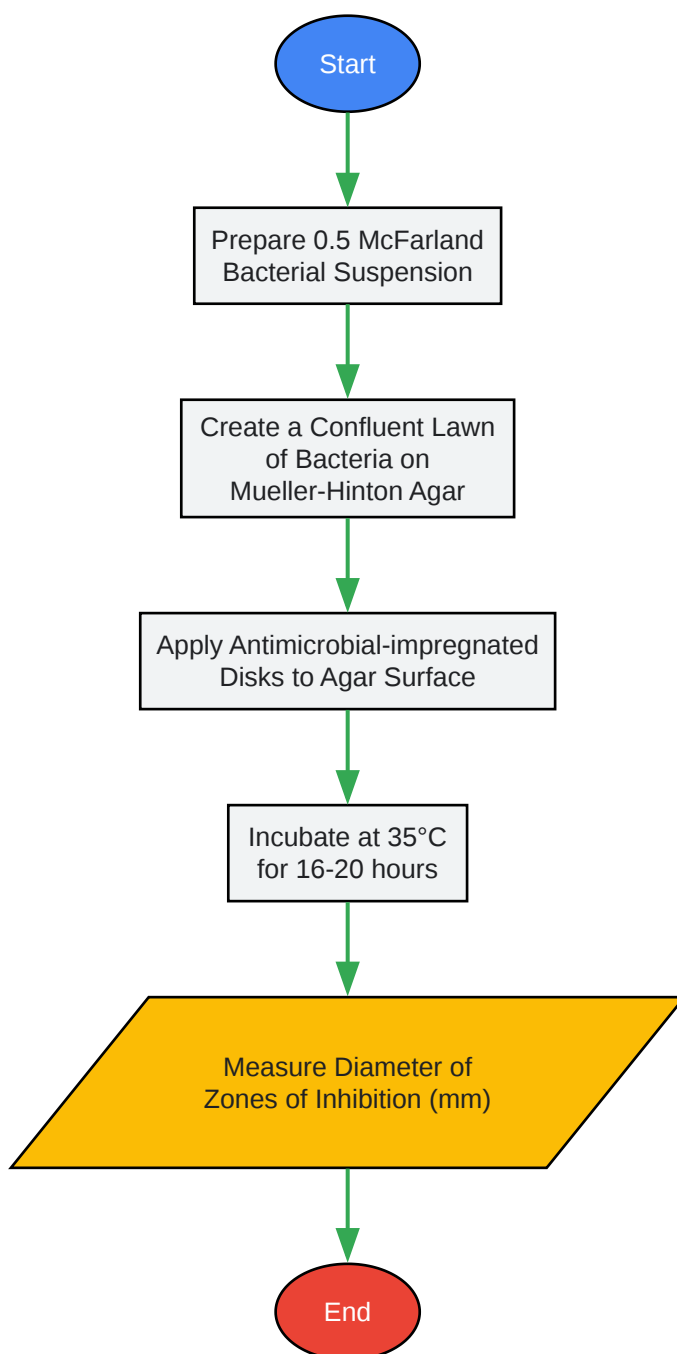 Start
Prepare 0.5 McFarland
Bacterial Suspension
Create a Confluent Lawn
of Bacteria on
Mueller-Hinton Agar
Apply Antimicrobial-impregnated
Disks to Agar Surface
Incubate at 35°C
for 16-20 hours
Measure Diameter of
Zones of Inhibition (mm)
End